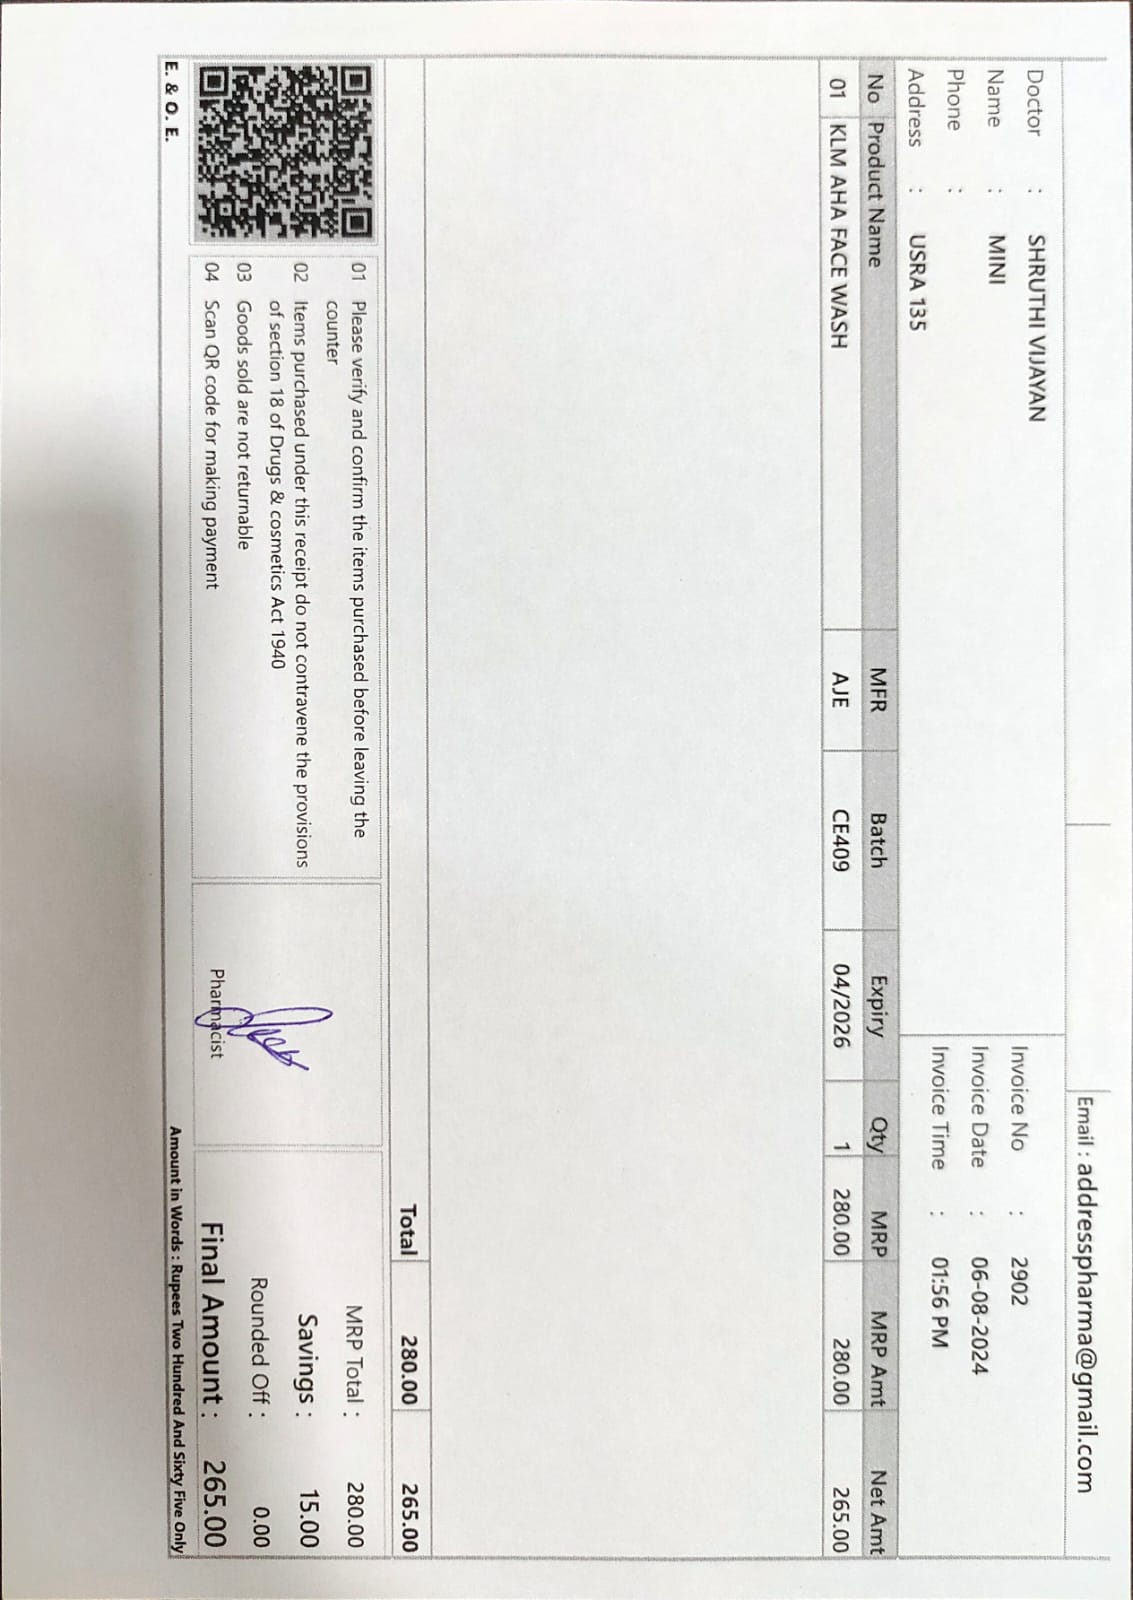 Email : addresspharma@gmail.com
Doctor : SHRUTHI VIJAYAN
Name : MINI
Phone :
Address : USRA 135
Invoice No : 2902
Invoice Date : 06-08-2024
Invoice Time : 01:56 PM
No Product Name MFR Batch Expiry Qty MRP MRP Amt Net Amt
01 KLM AHA FACE WASH AJE CE409 04/2026 1 280.00 280.00 265.00
Total 280.00 265.00
01 Please verify and confirm the items purchased before leaving the
counter
02 Items purchased under this receipt do not contravene the provisions
of section 18 of Drugs & cosmetics Act 1940
03 Goods sold are not returnable
04 Scan QR code for making payment
Pharmacist
MRP Total : 280.00
Savings : 15.00
Rounded Off : 0.00
Final Amount : 265.00
E. & O. E.
Amount in Words : Rupees Two Hundred And Sixty Five Only